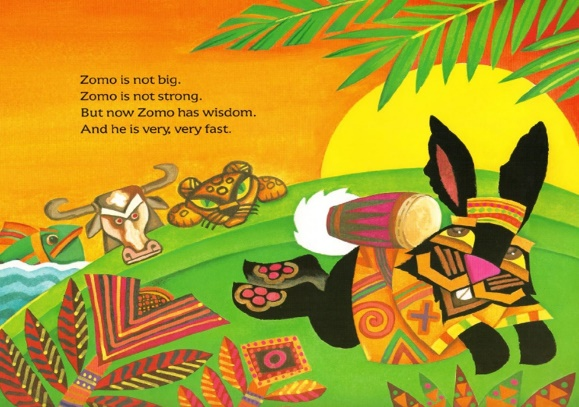 Zomo is not big.
Zomo is not strong.
But now Zomo has wisdom.
And he is very, very fast.